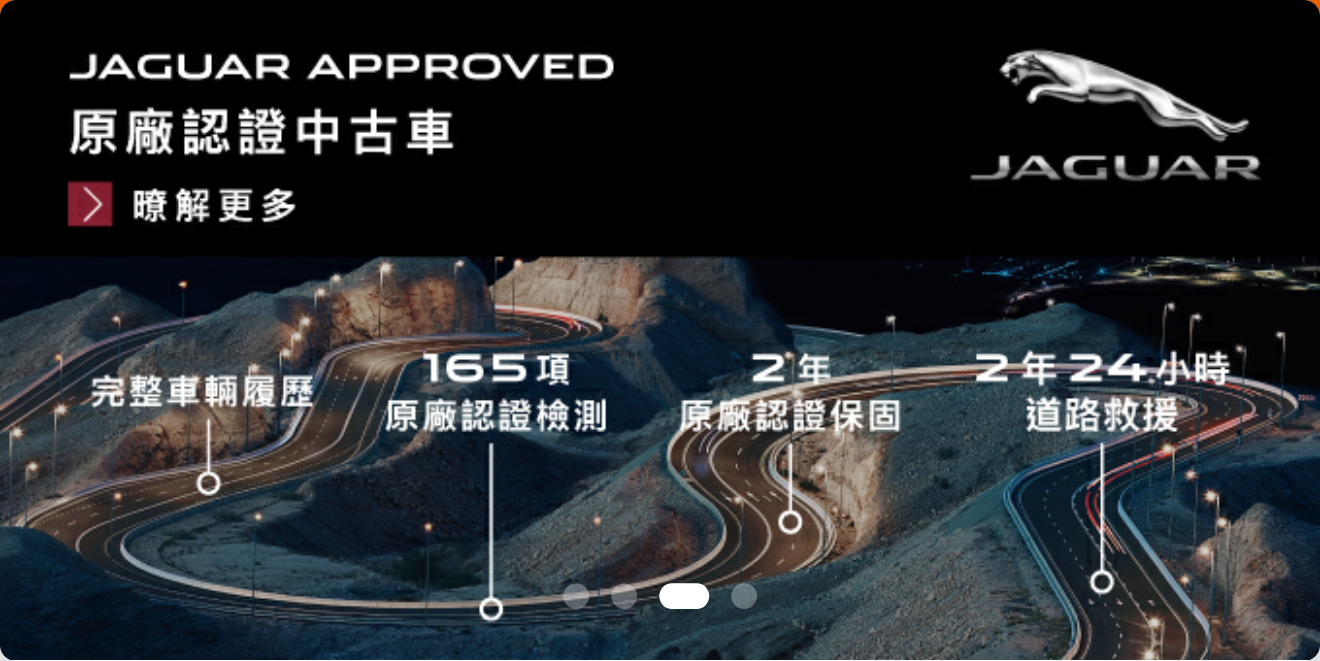 JAGUAR APPROVED
原廠認證中古車
瞭解更多
JAGUAR
完整車輛履歷
165項
原廠認證檢測
2年
原廠認證保固
2年24小時
道路救援